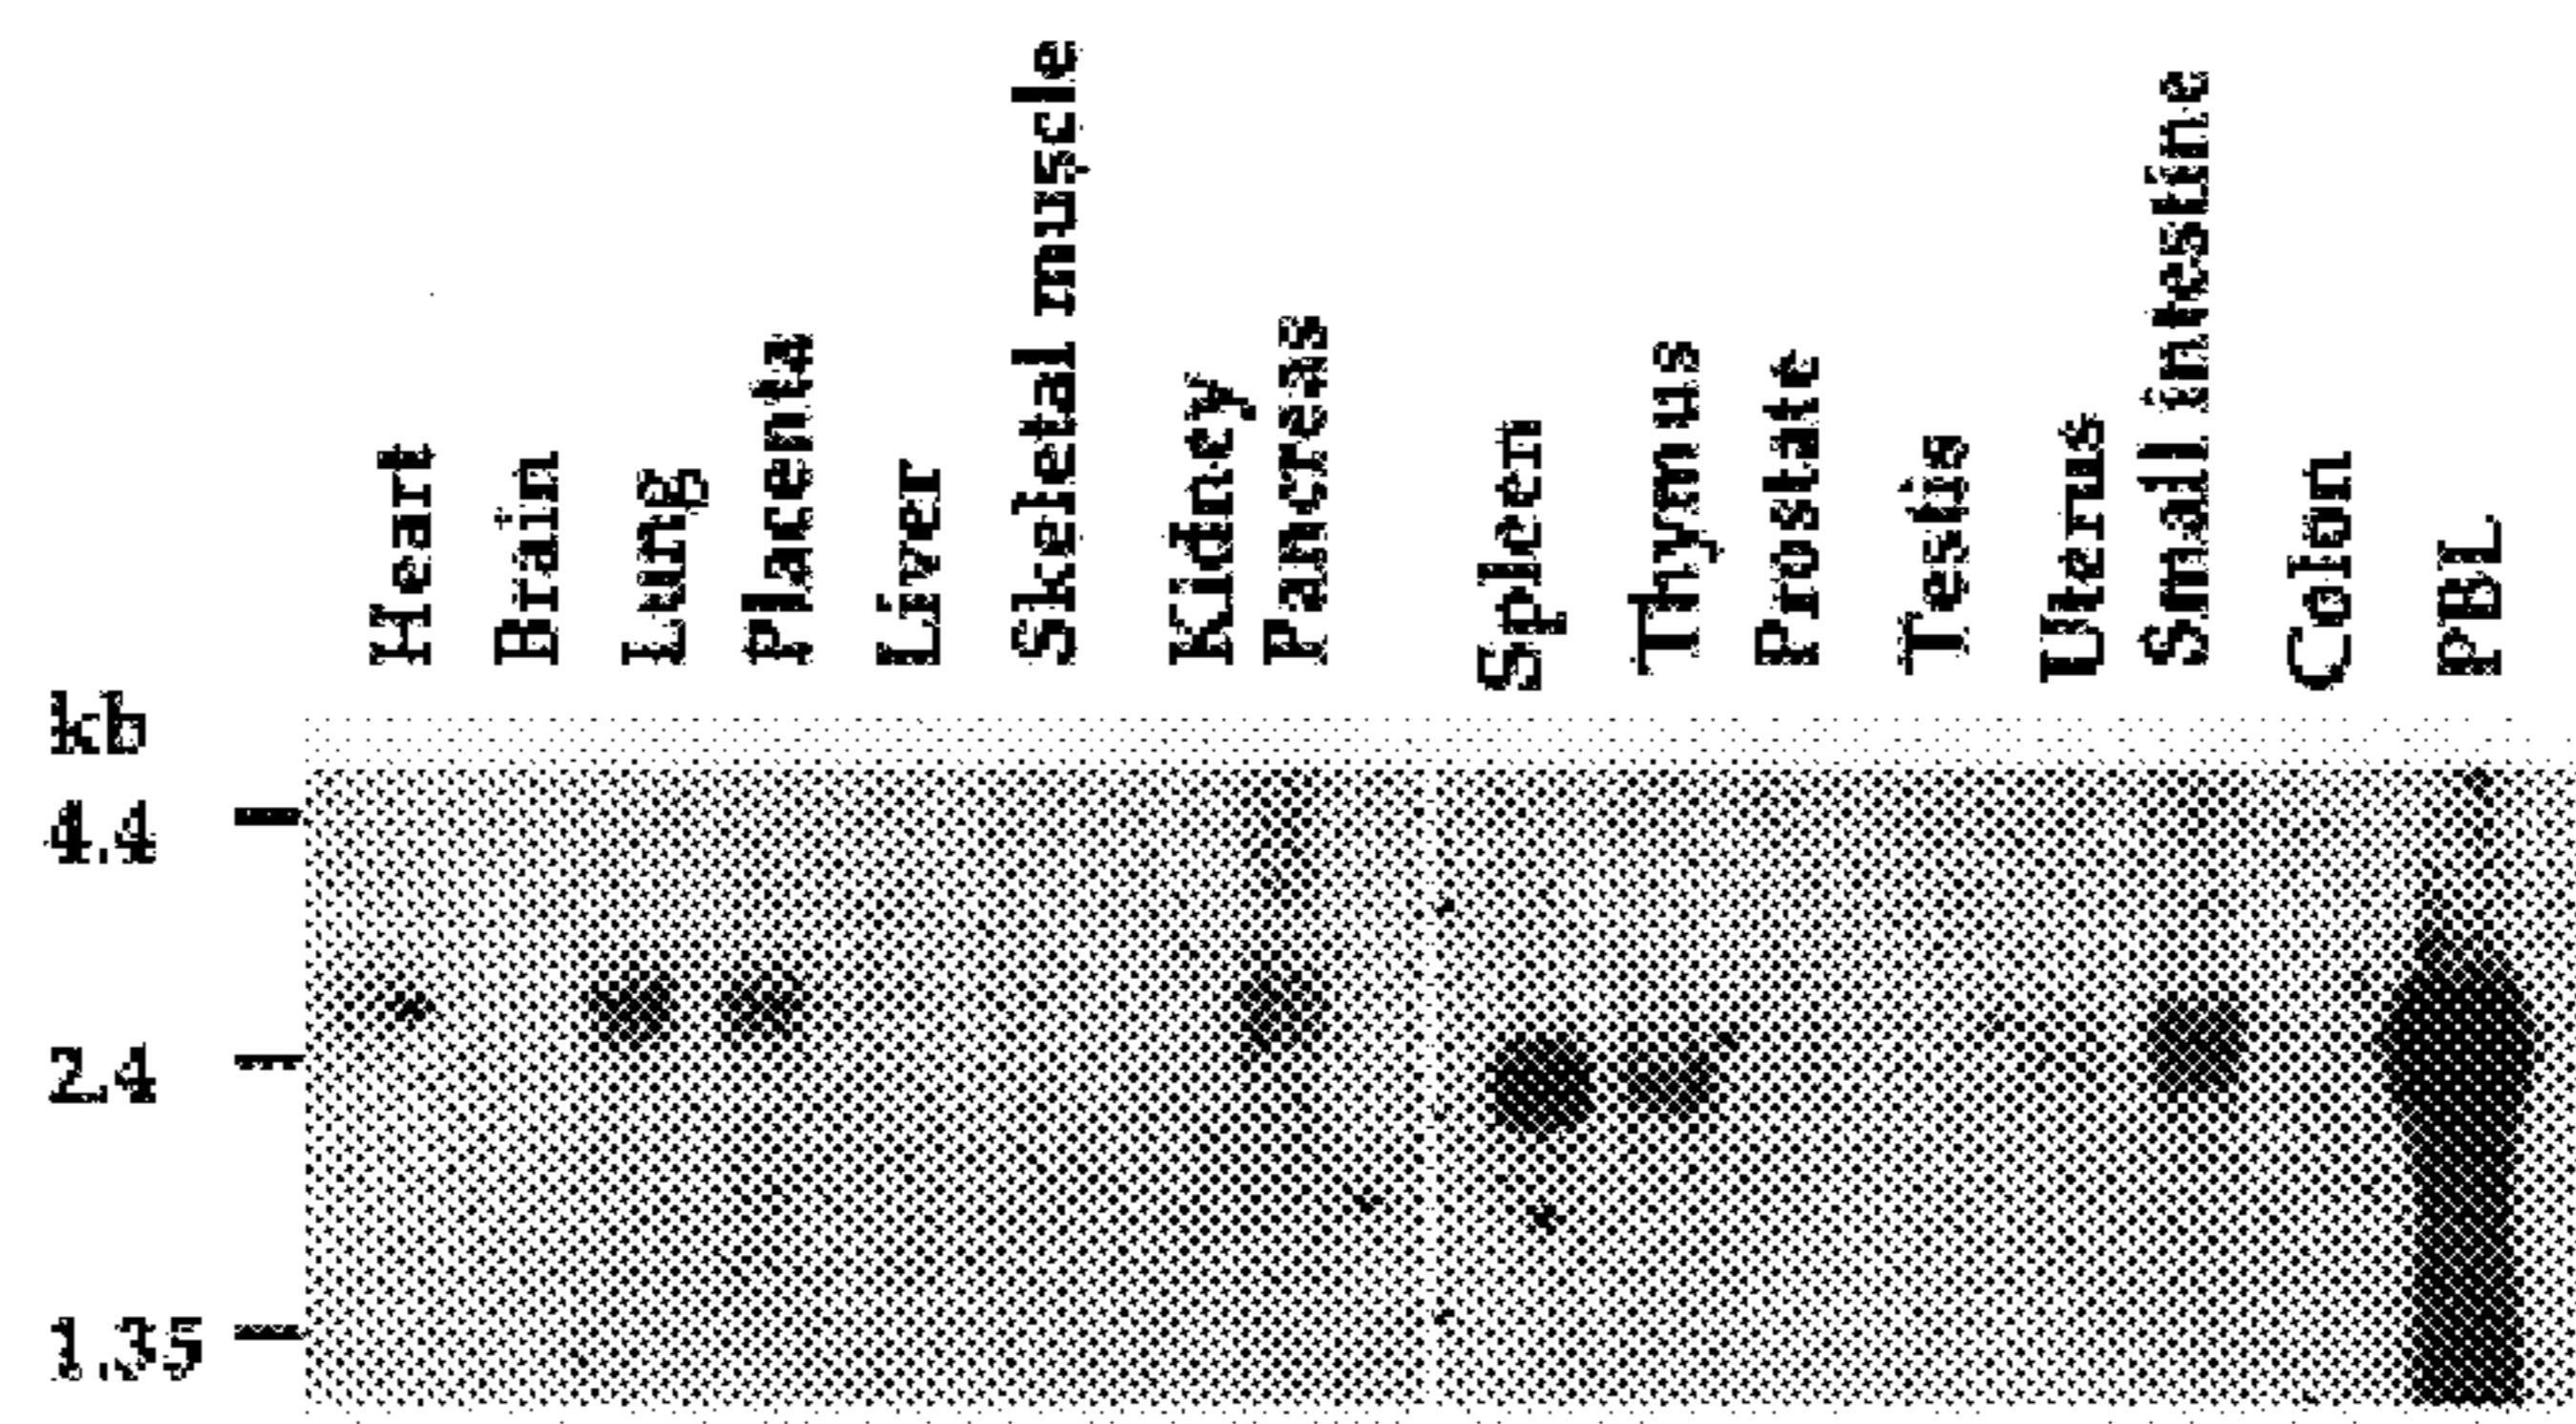 Heart
Brain
Lung
Placenta
Liver
Skeletal muscle
Kidney
Pancreas
Spleen
Thymus
Prostate
Testis
Uterus
Small intestine
Colon
PBL
kb
4.4
2.4
1.35